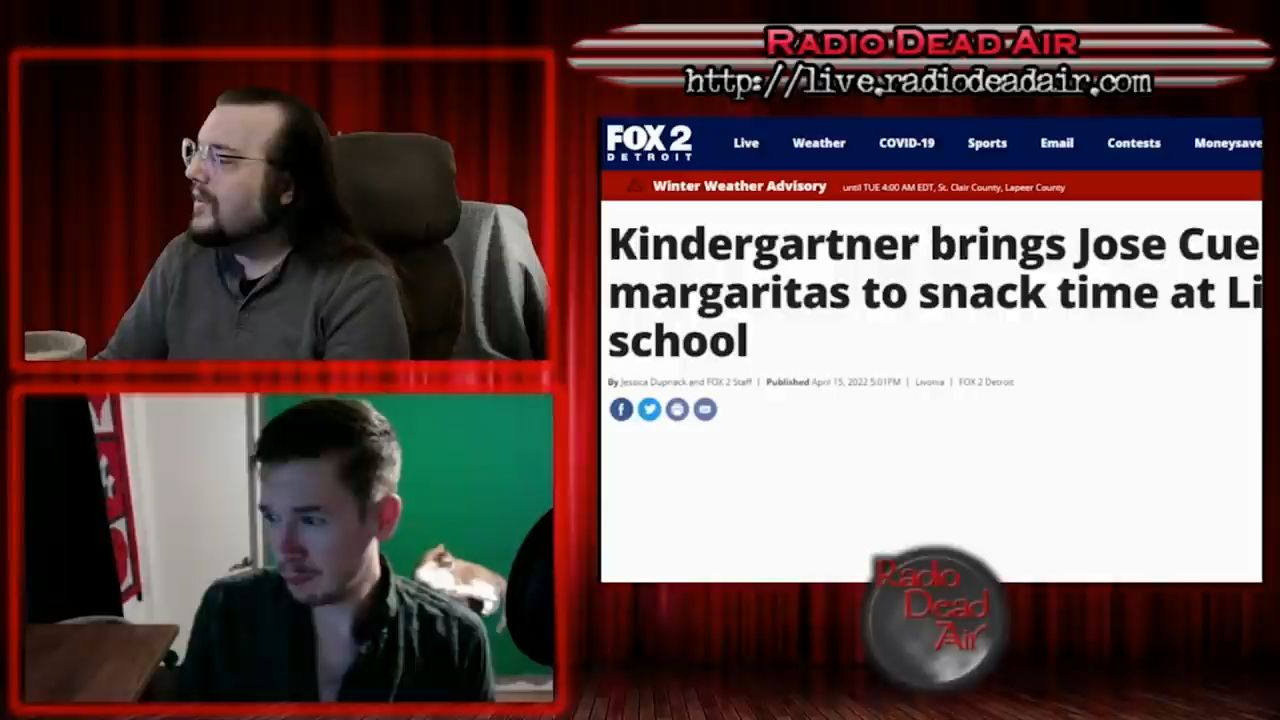 RADIO DEAD AIR
http://live.radiodeadair.com
FOX 2
DETROIT
Live Weather COVID-19 Sports Email Contests Moneysave
Winter Weather Advisory until TUE 4:00 AM EDT, St. Clair County, Lapeer County
Kindergartner brings Jose Cue
margaritas to snack time at Li
school
By Jessica Dupnack and FOX 2 Staff | Published April 15, 2022 5:01PM | Livonia | FOX 2 Detroit
Radio
Dead
Air